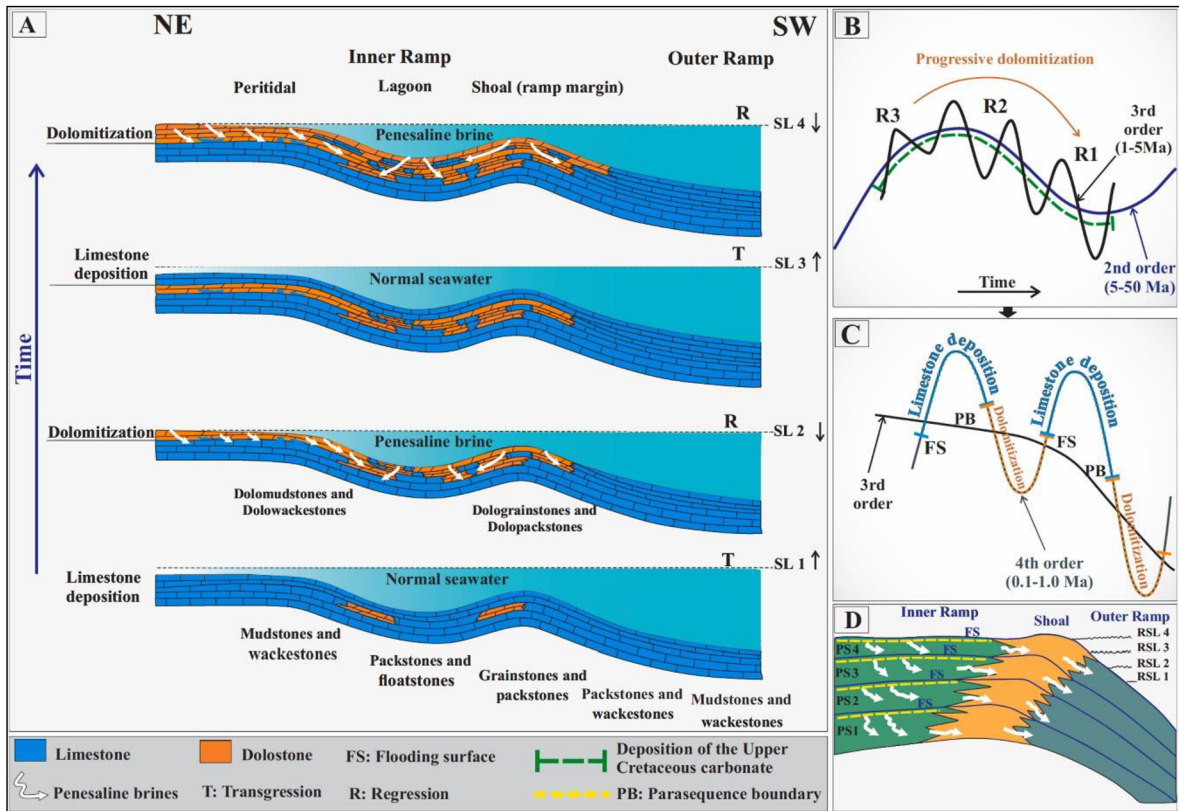 A
NE
SW
Inner Ramp
Outer Ramp
Peritidal
Lagoon
Shoal (ramp margin)
R
SL 4
Dolomitization
Penesaline brine
T
SL 3
Limestone
deposition
Normal seawater
Time
R
SL 2
Dolomitization
Penesaline brine
Dolomudstones and
Dolowackestones
Dolograinstones and
Dolopackstones
T
SL 1
Limestone
deposition
Normal seawater
Mudstones and
wackestones
Packstones and
floatstones
Grainstones and
packstones
Packstones and
wackestones
Mudstones and
wackestones
B
Progressive dolomitization
R3
R2
R1
3rd
order
(1-5Ma)
Time
2nd order
(5-50 Ma)
C
Limestone deposition
Limestone deposition
PB
FS
Dolomitization
FS
PB
Dolomitization
3rd
order
4th order
(0.1-1.0 Ma)
D
Inner Ramp
Shoal
Outer Ramp
FS
RSL 4
PS4
FS
RSL 3
PS3
FS
RSL 2
PS2
FS
RSL 1
PS1
Limestone
Dolostone
FS: Flooding surface
Deposition of the Upper
Cretaceous carbonate
Penesaline brines
T: Transgression
R: Regression
PB: Parasequence boundary